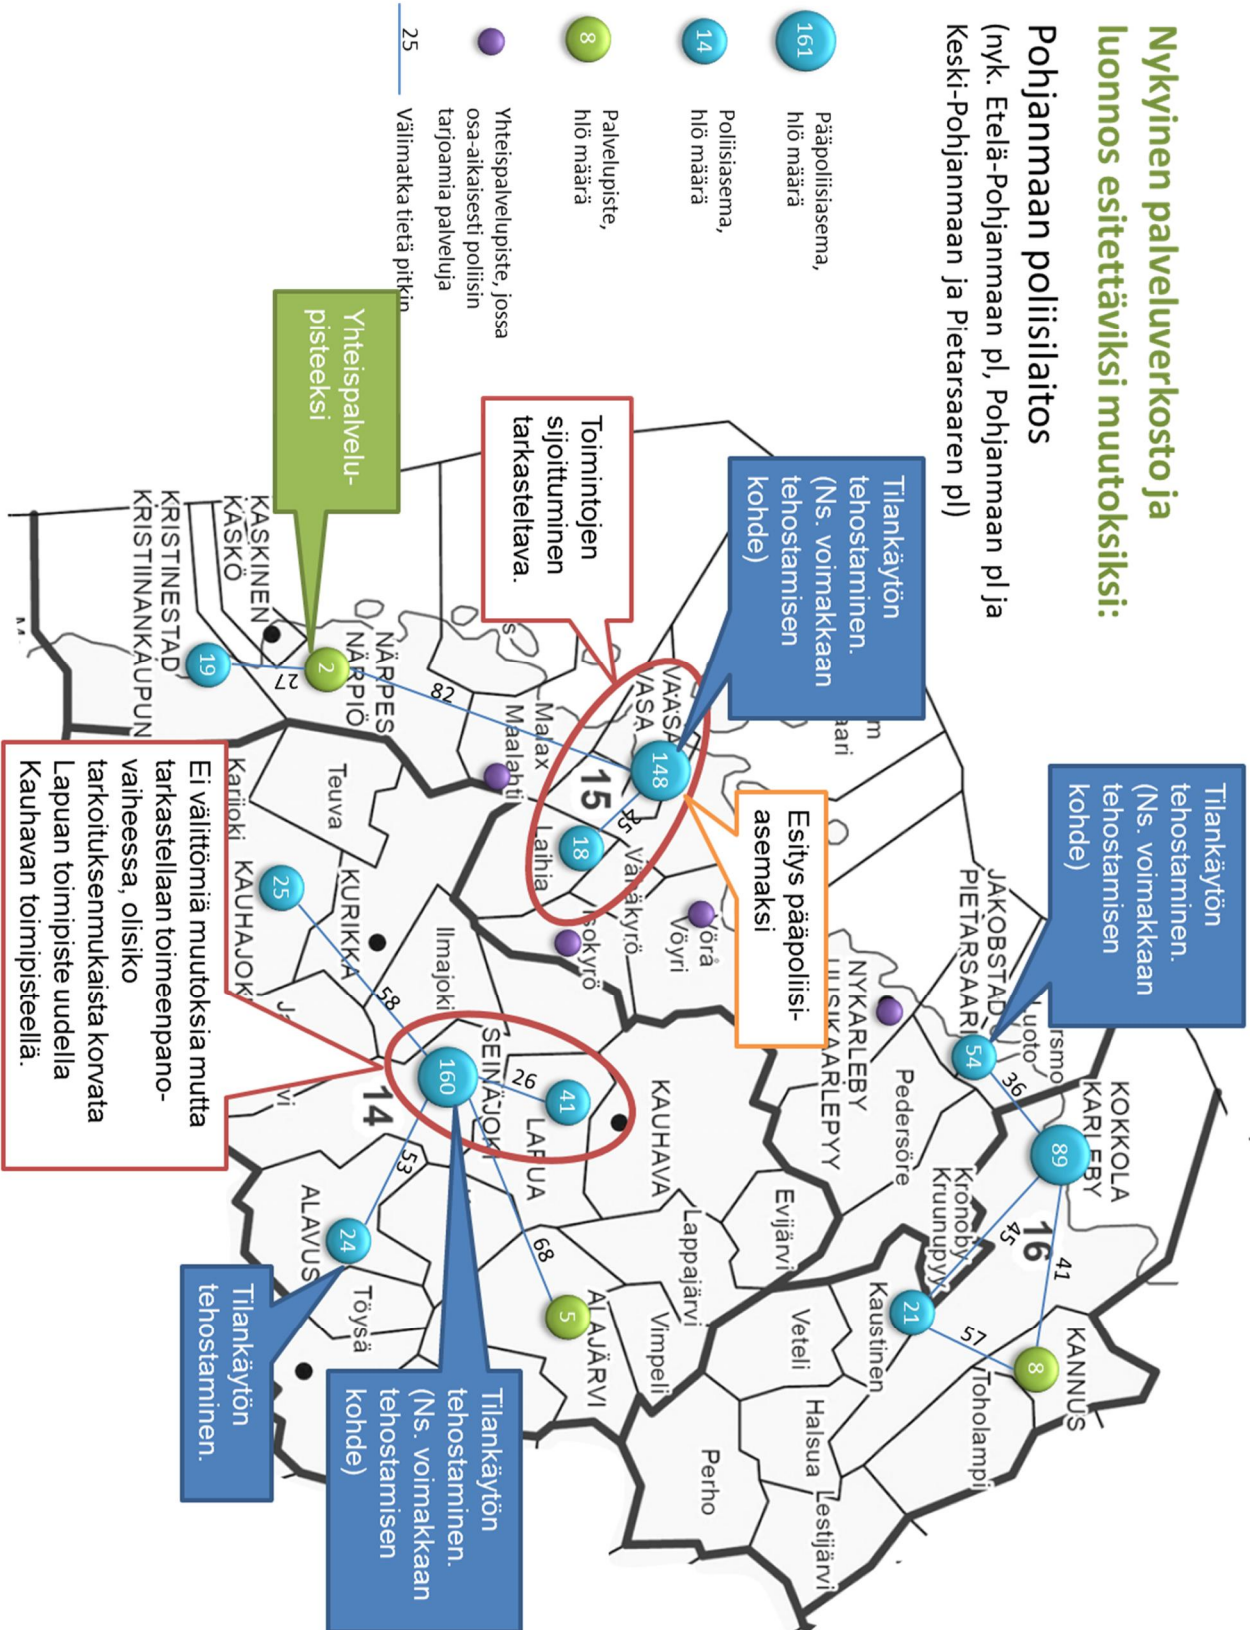 Nykyinen palveluverkosto ja
luonnos esitettäviksi muutoksiksi:
Pohjanmaan poliisilaitos
(nyk. Etelä-Pohjanmaan pl, Pohjanmaan pl ja
Keski-Pohjanmaan ja Pietarsaaren pl)
161
Pääpoliisiasema,
hlö määrä
14
Poliisiasema,
hlö määrä
8
Palvelupiste,
hlö määrä
Yhteispalvelupiste, jossa
osa-aikaisesti poliisin
tarjoamia palveluja
25
Välimatka tietä pitkin
Tilankäytön
tehostaminen.
(Ns. voimakkaan
tehostamisen
kohde)
Tilankäytön
tehostaminen.
(Ns. voimakkaan
tehostamisen
kohde)
Toimintojen
sijoittuminen
tarkasteltava.
Yhteispalvelu-
pisteeksi
Esitys pääpoliisi-
asemaksi
Ei välittömiä muutoksia mutta
tarkastellaan toimeenpano-
vaiheessa, olisiko
tarkoituksenmukaista korvata
Lapuan toimipiste uudella
Kauhavan toimipisteellä.
Tilankäytön
tehostaminen.
(Ns. voimakkaan
tehostamisen
kohde)
Tilankäytön
tehostaminen.
KOKKOLA
KARLEBY
89
16
41
45
36
57
KANNUS
8
Toholampi
Luoto
JAKOBSTAD
PIETARSAARI
54
Kronoby
Kruunupyy
21
Kaustinen
Veteli
Halsua
Lestijärvi
Perho
Pedersöre
NYKARLEBY
UUSIKAARLEPYY
Evijärvi
Lappajärvi
Vimpeli
ALAJÄRVI
5
68
KAUHAVA
LAPUA
41
26
SEINÄJOKI
160
14
53
58
ALAVUS
24
Töysä
Ilmajoki
KURIKKA
KAUHAJOKI
25
Teuva
Karijoki
VAASA
VASA
148
15
18
Laihia
Vähäkyrö
Isokyrö
Vörå
Vöyri
Malax
Maalahti
82
NÄRPES
NÄRPIÖ
2
27
KASKINEN
KASKÖ
KRISTINESTAD
KRISTIINANKAUPUN
19